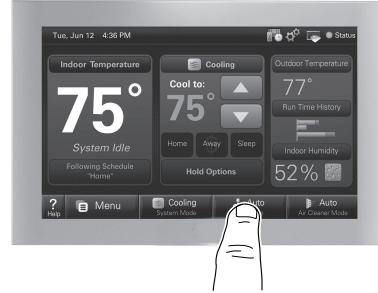 Tue, Jun 12 4:36 PM
Status
Indoor Temperature
75°
System Idle
Following Schedule
"Home"
Cooling
Cool to:
75°
Home Away Sleep
Hold Options
Outdoor Temperature
77°
Run Time History
Indoor Humidity
52%
?
Help
Menu
Cooling
System Mode
Auto
Auto
Air Cleaner Mode